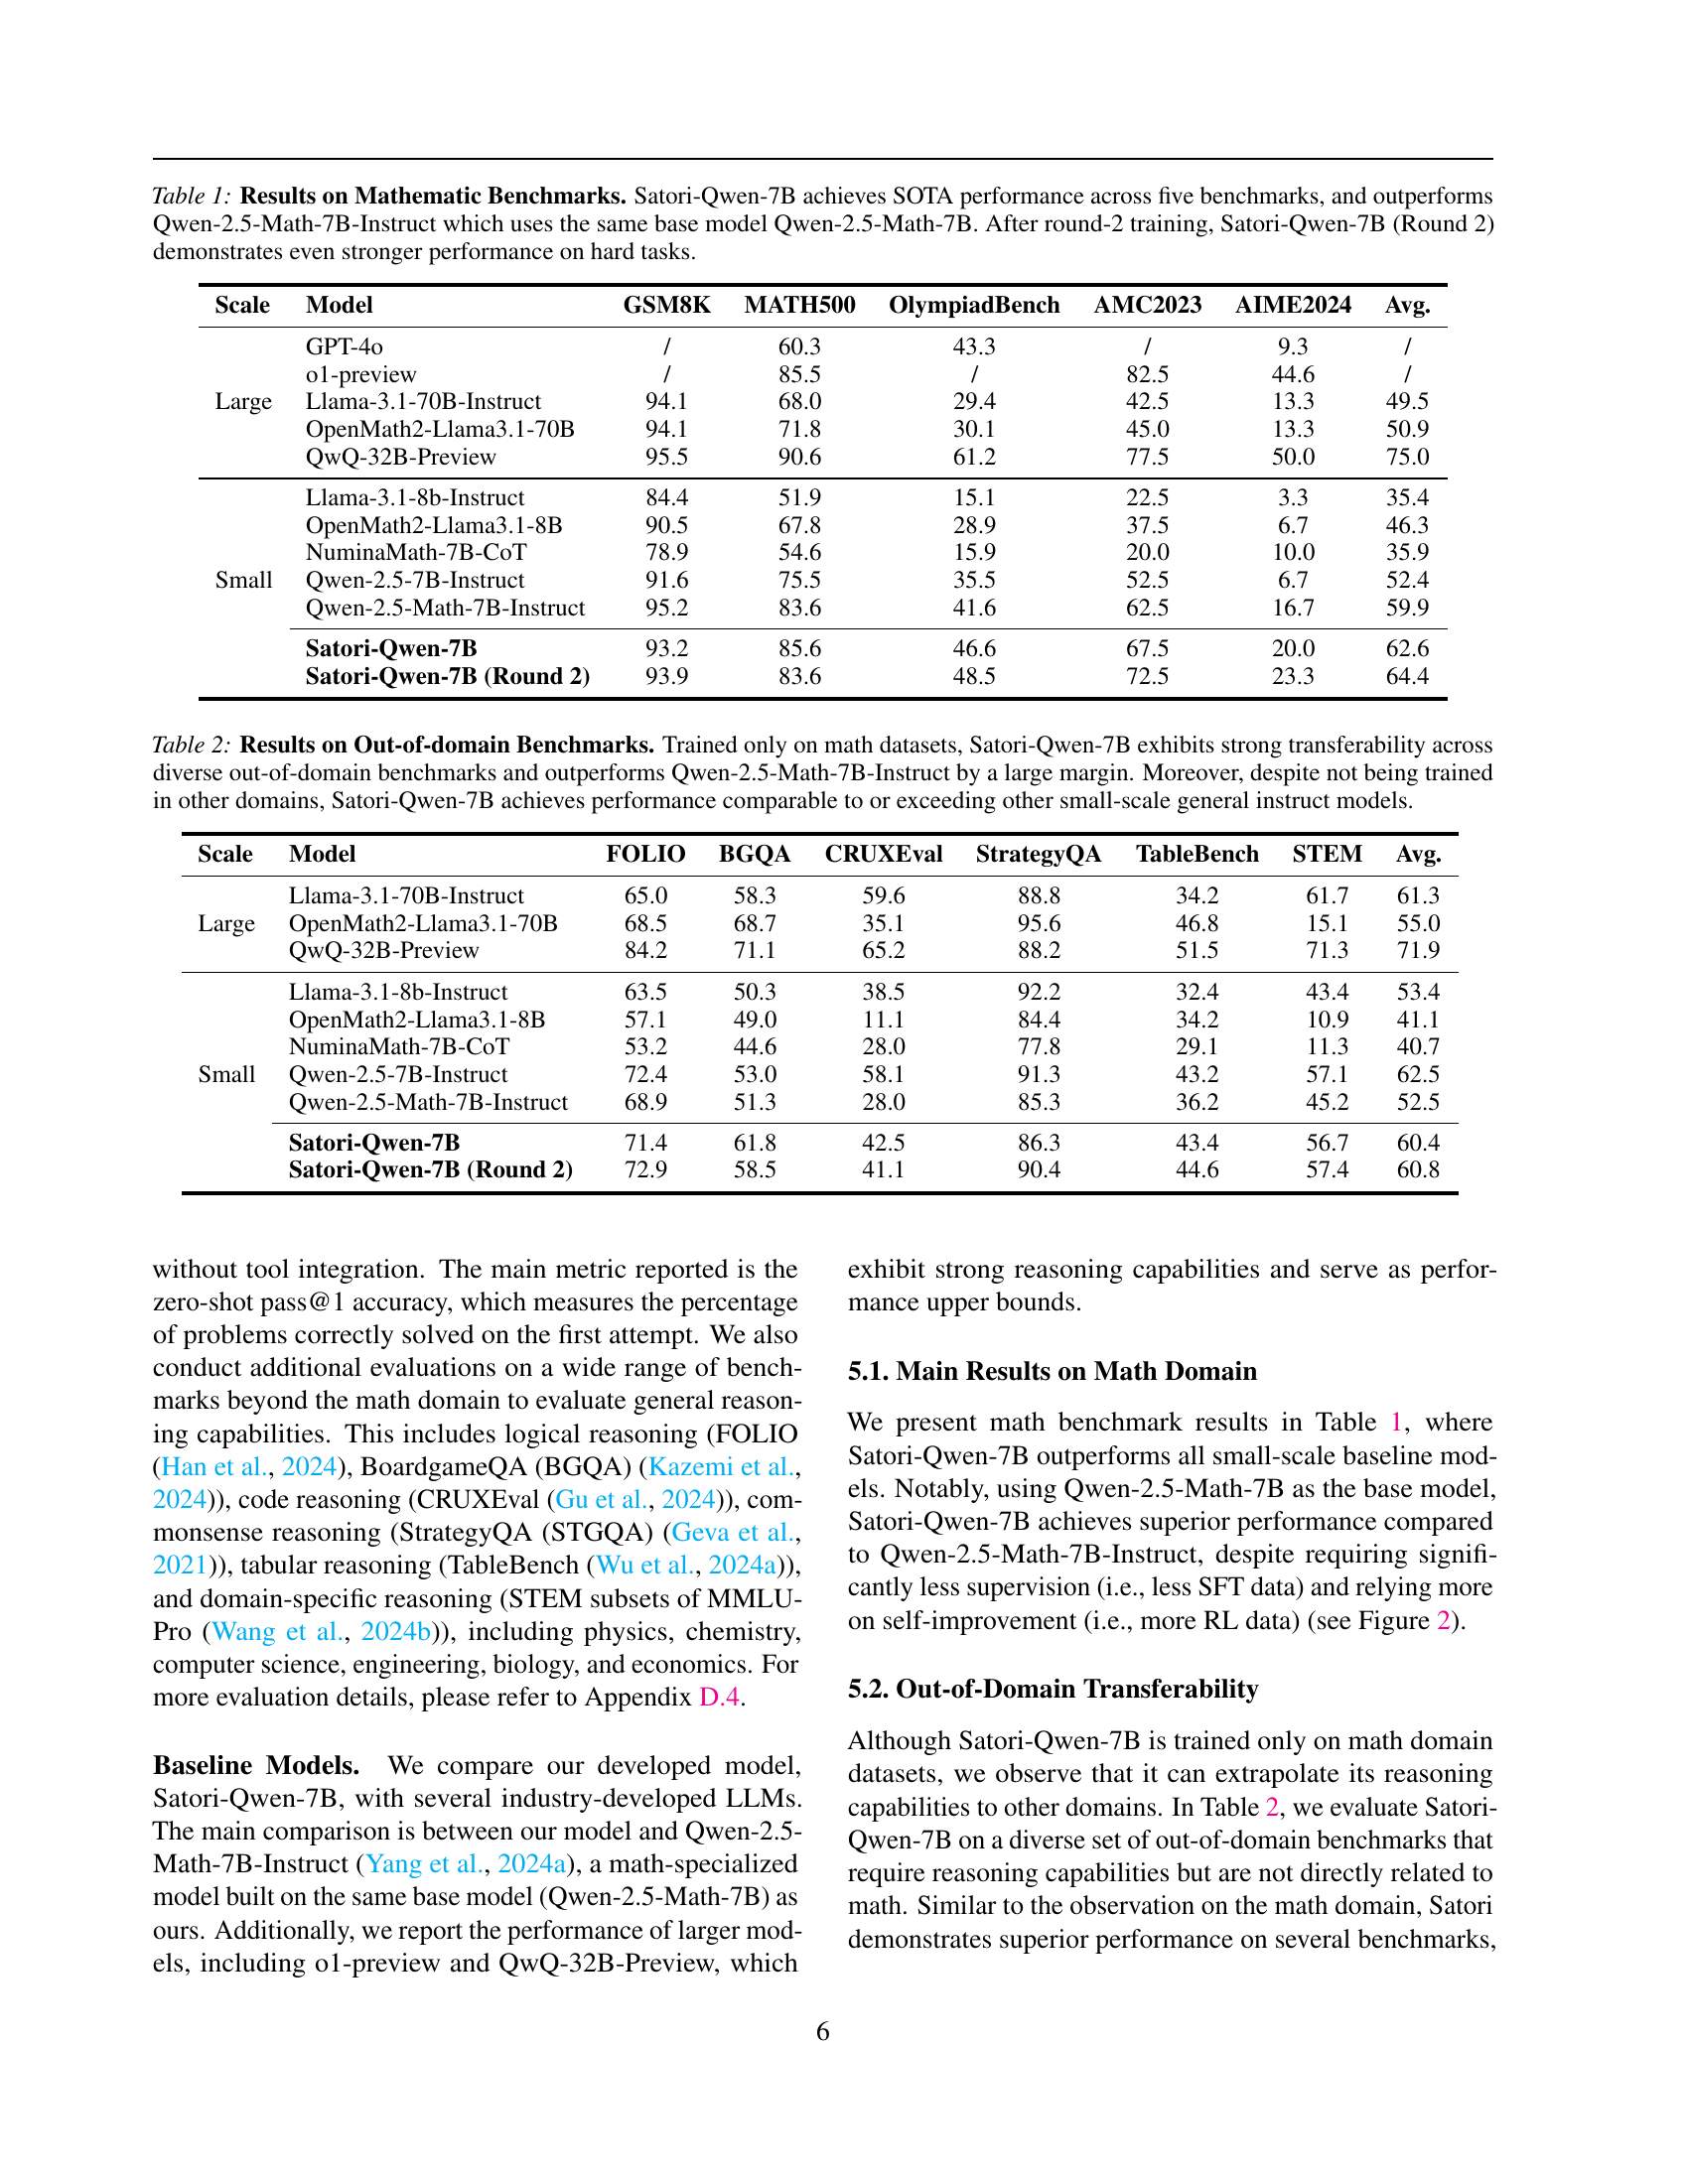 Table 1: Results on Mathematic Benchmarks. Satori-Qwen-7B achieves SOTA performance across five benchmarks, and outperforms
Qwen-2.5-Math-7B-Instruct which uses the same base model Qwen-2.5-Math-7B. After round-2 training, Satori-Qwen-7B (Round 2)
demonstrates even stronger performance on hard tasks.
Scale Model GSM8K MATH500 OlympiadBench AMC2023 AIME2024 Avg.
GPT-4o / 60.3 43.3 / 9.3 /
o1-preview / 85.5 / 82.5 44.6 /
Large Llama-3.1-70B-Instruct 94.1 68.0 29.4 42.5 13.3 49.5
OpenMath2-Llama3.1-70B 94.1 71.8 30.1 45.0 13.3 50.9
QwQ-32B-Preview 95.5 90.6 61.2 77.5 50.0 75.0
Llama-3.1-8b-Instruct 84.4 51.9 15.1 22.5 3.3 35.4
OpenMath2-Llama3.1-8B 90.5 67.8 28.9 37.5 6.7 46.3
NuminaMath-7B-CoT 78.9 54.6 15.9 20.0 10.0 35.9
Small Qwen-2.5-7B-Instruct 91.6 75.5 35.5 52.5 6.7 52.4
Qwen-2.5-Math-7B-Instruct 95.2 83.6 41.6 62.5 16.7 59.9
Satori-Qwen-7B 93.2 85.6 46.6 67.5 20.0 62.6
Satori-Qwen-7B (Round 2) 93.9 83.6 48.5 72.5 23.3 64.4
Table 2: Results on Out-of-domain Benchmarks. Trained only on math datasets, Satori-Qwen-7B exhibits strong transferability across
diverse out-of-domain benchmarks and outperforms Qwen-2.5-Math-7B-Instruct by a large margin. Moreover, despite not being trained
in other domains, Satori-Qwen-7B achieves performance comparable to or exceeding other small-scale general instruct models.
Scale Model FOLIO BGQA CRUXEval StrategyQA TableBench STEM Avg.
Llama-3.1-70B-Instruct 65.0 58.3 59.6 88.8 34.2 61.7 61.3
Large OpenMath2-Llama3.1-70B 68.5 68.7 35.1 95.6 46.8 15.1 55.0
QwQ-32B-Preview 84.2 71.1 65.2 88.2 51.5 71.3 71.9
Llama-3.1-8b-Instruct 63.5 50.3 38.5 92.2 32.4 43.4 53.4
OpenMath2-Llama3.1-8B 57.1 49.0 11.1 84.4 34.2 10.9 41.1
NuminaMath-7B-CoT 53.2 44.6 28.0 77.8 29.1 11.3 40.7
Small Qwen-2.5-7B-Instruct 72.4 53.0 58.1 91.3 43.2 57.1 62.5
Qwen-2.5-Math-7B-Instruct 68.9 51.3 28.0 85.3 36.2 45.2 52.5
Satori-Qwen-7B 71.4 61.8 42.5 86.3 43.4 56.7 60.4
Satori-Qwen-7B (Round 2) 72.9 58.5 41.1 90.4 44.6 57.4 60.8
without tool integration. The main metric reported is the
zero-shot pass@1 accuracy, which measures the percentage
of problems correctly solved on the first attempt. We also
conduct additional evaluations on a wide range of bench-
marks beyond the math domain to evaluate general reason-
ing capabilities. This includes logical reasoning (FOLIO
(Han et al., 2024), BoardgameQA (BGQA) (Kazemi et al.,
2024)), code reasoning (CRUXEval (Gu et al., 2024)), com-
monsense reasoning (StrategyQA (STGQA) (Geva et al.,
2021)), tabular reasoning (TableBench (Wu et al., 2024a)),
and domain-specific reasoning (STEM subsets of MMLU-
Pro (Wang et al., 2024b)), including physics, chemistry,
computer science, engineering, biology, and economics. For
more evaluation details, please refer to Appendix D.4.
Baseline Models. We compare our developed model,
Satori-Qwen-7B, with several industry-developed LLMs.
The main comparison is between our model and Qwen-2.5-
Math-7B-Instruct (Yang et al., 2024a), a math-specialized
model built on the same base model (Qwen-2.5-Math-7B) as
ours. Additionally, we report the performance of larger mod-
els, including o1-preview and QwQ-32B-Preview, which
exhibit strong reasoning capabilities and serve as perfor-
mance upper bounds.
5.1. Main Results on Math Domain
We present math benchmark results in Table 1, where
Satori-Qwen-7B outperforms all small-scale baseline mod-
els. Notably, using Qwen-2.5-Math-7B as the base model,
Satori-Qwen-7B achieves superior performance compared
to Qwen-2.5-Math-7B-Instruct, despite requiring signifi-
cantly less supervision (i.e., less SFT data) and relying more
on self-improvement (i.e., more RL data) (see Figure 2).
5.2. Out-of-Domain Transferability
Although Satori-Qwen-7B is trained only on math domain
datasets, we observe that it can extrapolate its reasoning
capabilities to other domains. In Table 2, we evaluate Satori-
Qwen-7B on a diverse set of out-of-domain benchmarks that
require reasoning capabilities but are not directly related to
math. Similar to the observation on the math domain, Satori
demonstrates superior performance on several benchmarks,
6